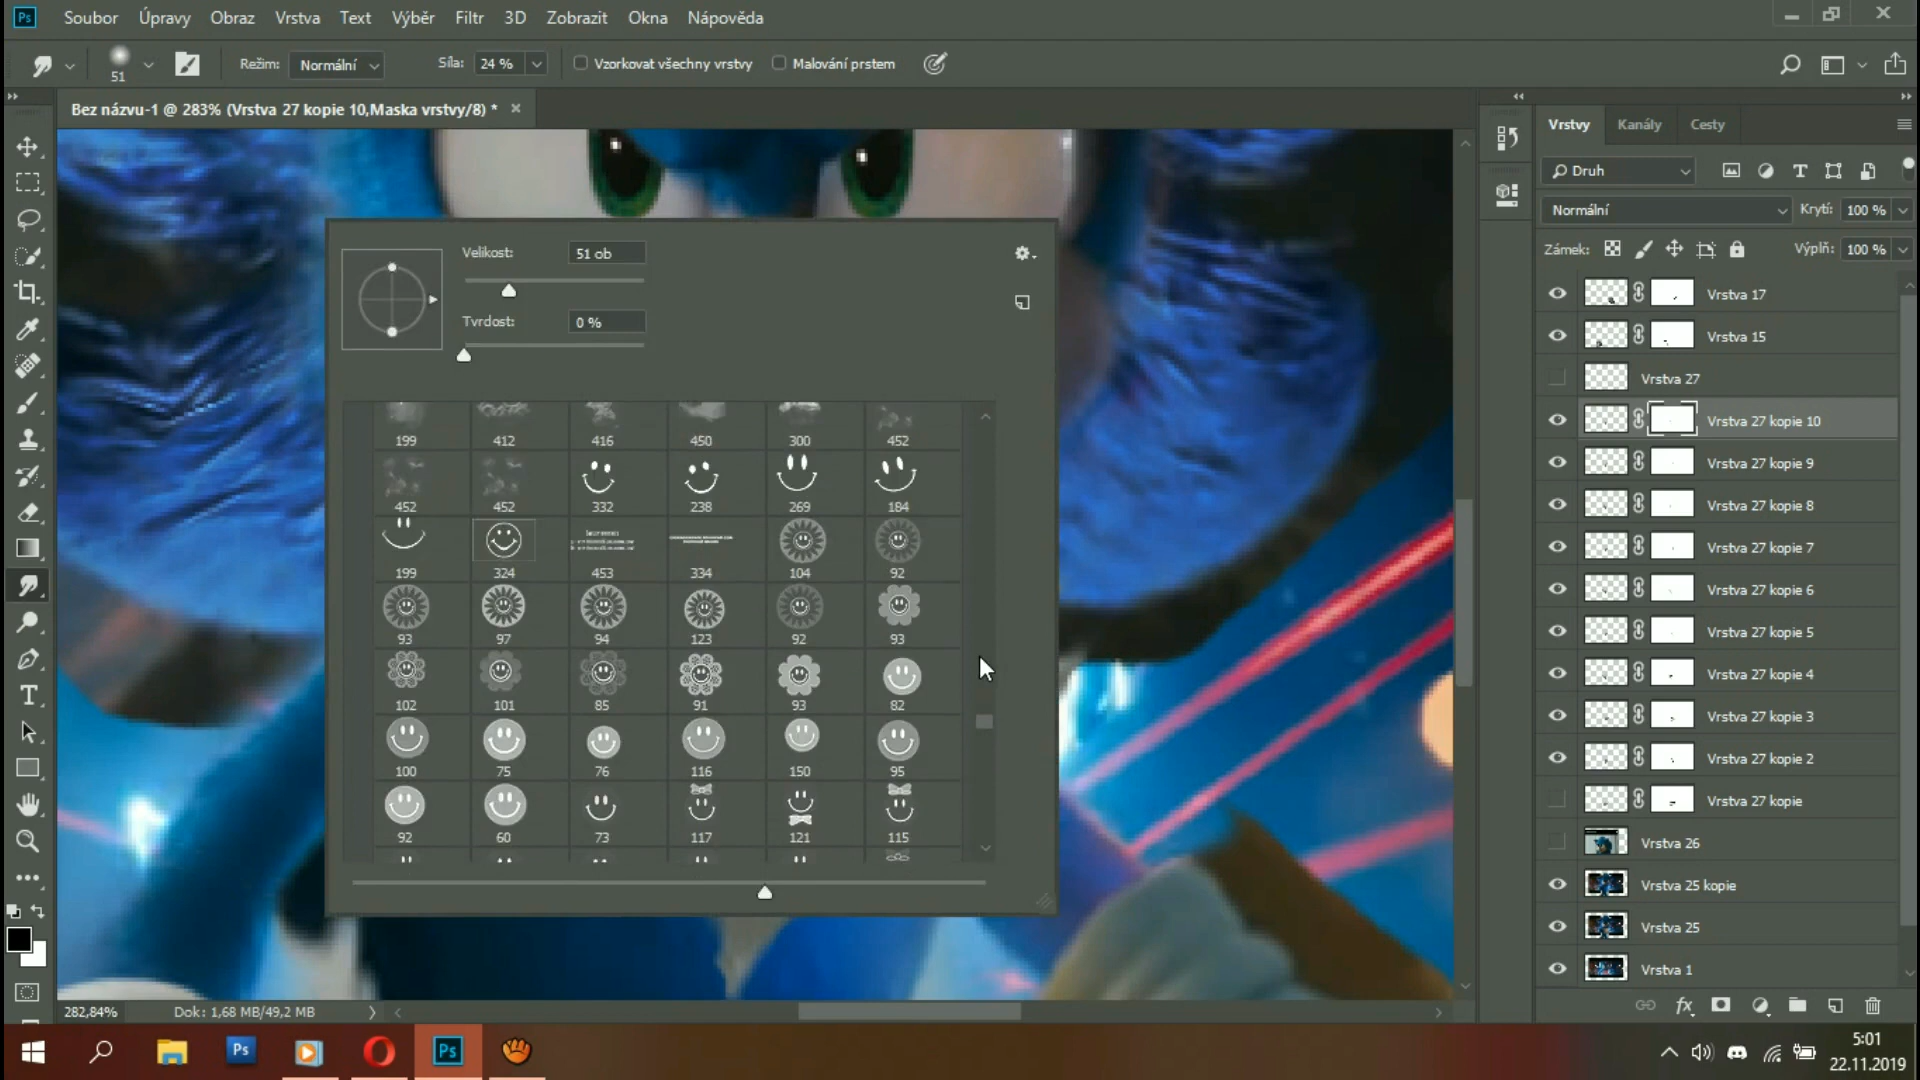 Ps Soubor Úpravy Obraz Vrstva Text Výběr Filtr 3D Zobrazit Okna Nápověda
51 Režim: Normální Síla: 24 % Vzorkovat všechny vrstvy Malování prstem
Bez názvu-1 @ 283% (Vrstva 27 kopie 10,Maska vrstvy/8) *
Velikost: 51 ob
Tvrdost: 0 %
199 412 416 450 300 452
452 452 332 238 269 184
199 324 453 334 104 92
93 97 94 123 92 93
102 101 85 91 93 82
100 75 76 116 150 95
92 60 73 117 121 115
Vrstvy Kanály Cesty
Druh
Normální Krytí: 100 %
Zámek: Výplň: 100 %
Vrstva 17
Vrstva 15
Vrstva 27
Vrstva 27 kopie 10
Vrstva 27 kopie 9
Vrstva 27 kopie 8
Vrstva 27 kopie 7
Vrstva 27 kopie 6
Vrstva 27 kopie 5
Vrstva 27 kopie 4
Vrstva 27 kopie 3
Vrstva 27 kopie 2
Vrstva 27 kopie
Vrstva 26
Vrstva 25 kopie
Vrstva 25
Vrstva 1
fx
282,84% Dok: 1,68 MB/49,2 MB
Ps Ps
5:01
22.11.2019